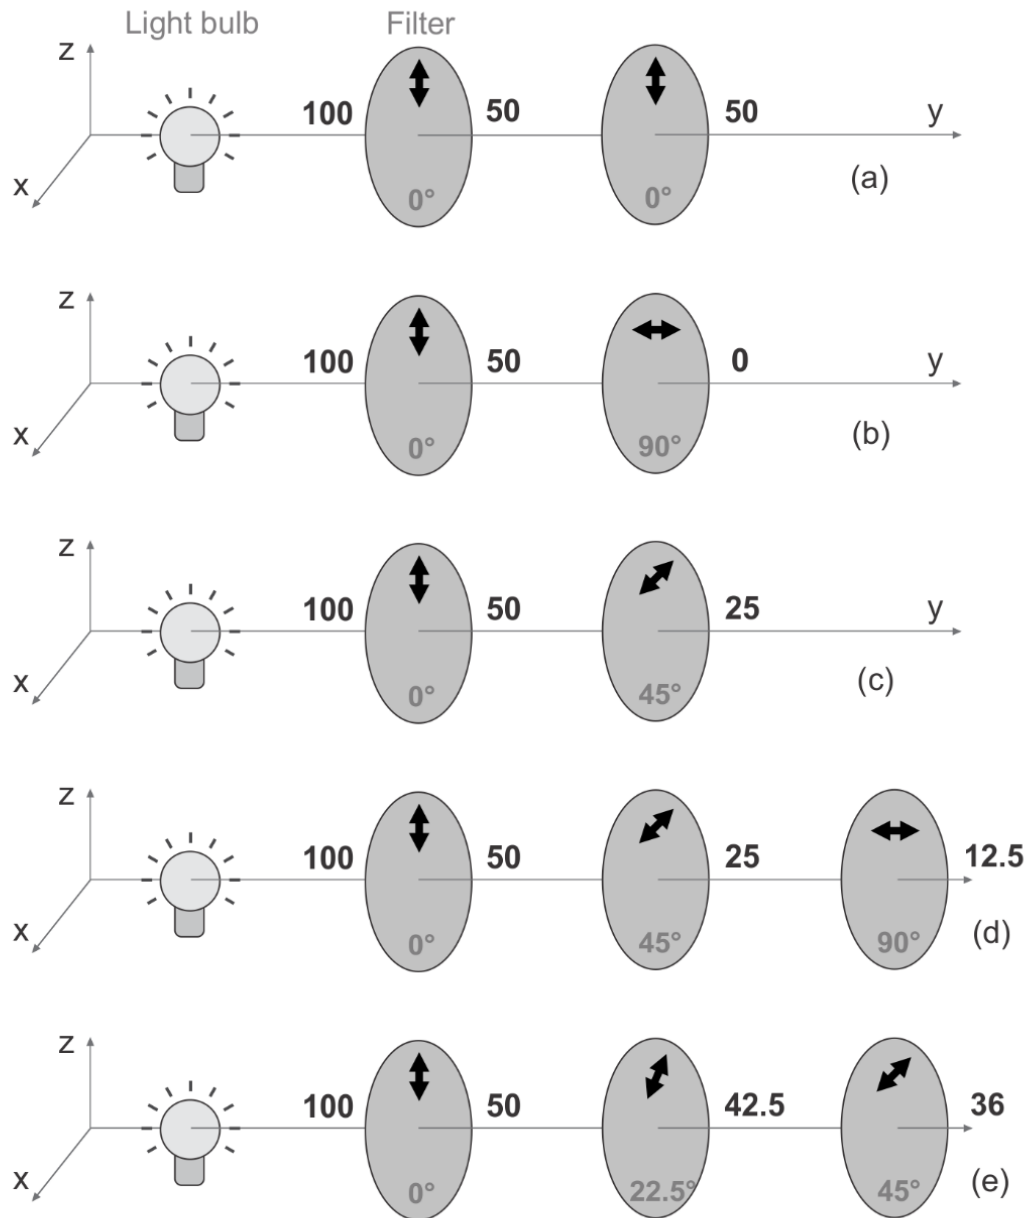 Light bulb Filter
z
100 50 50 y
x 0° 0° (a)
z
100 50 0 y
x 0° 90° (b)
z
100 50 25 y
x 0° 45° (c)
z
100 50 25 12.5
x 0° 45° 90° (d)
z
100 50 42.5 36
x 0° 22.5° 45° (e)